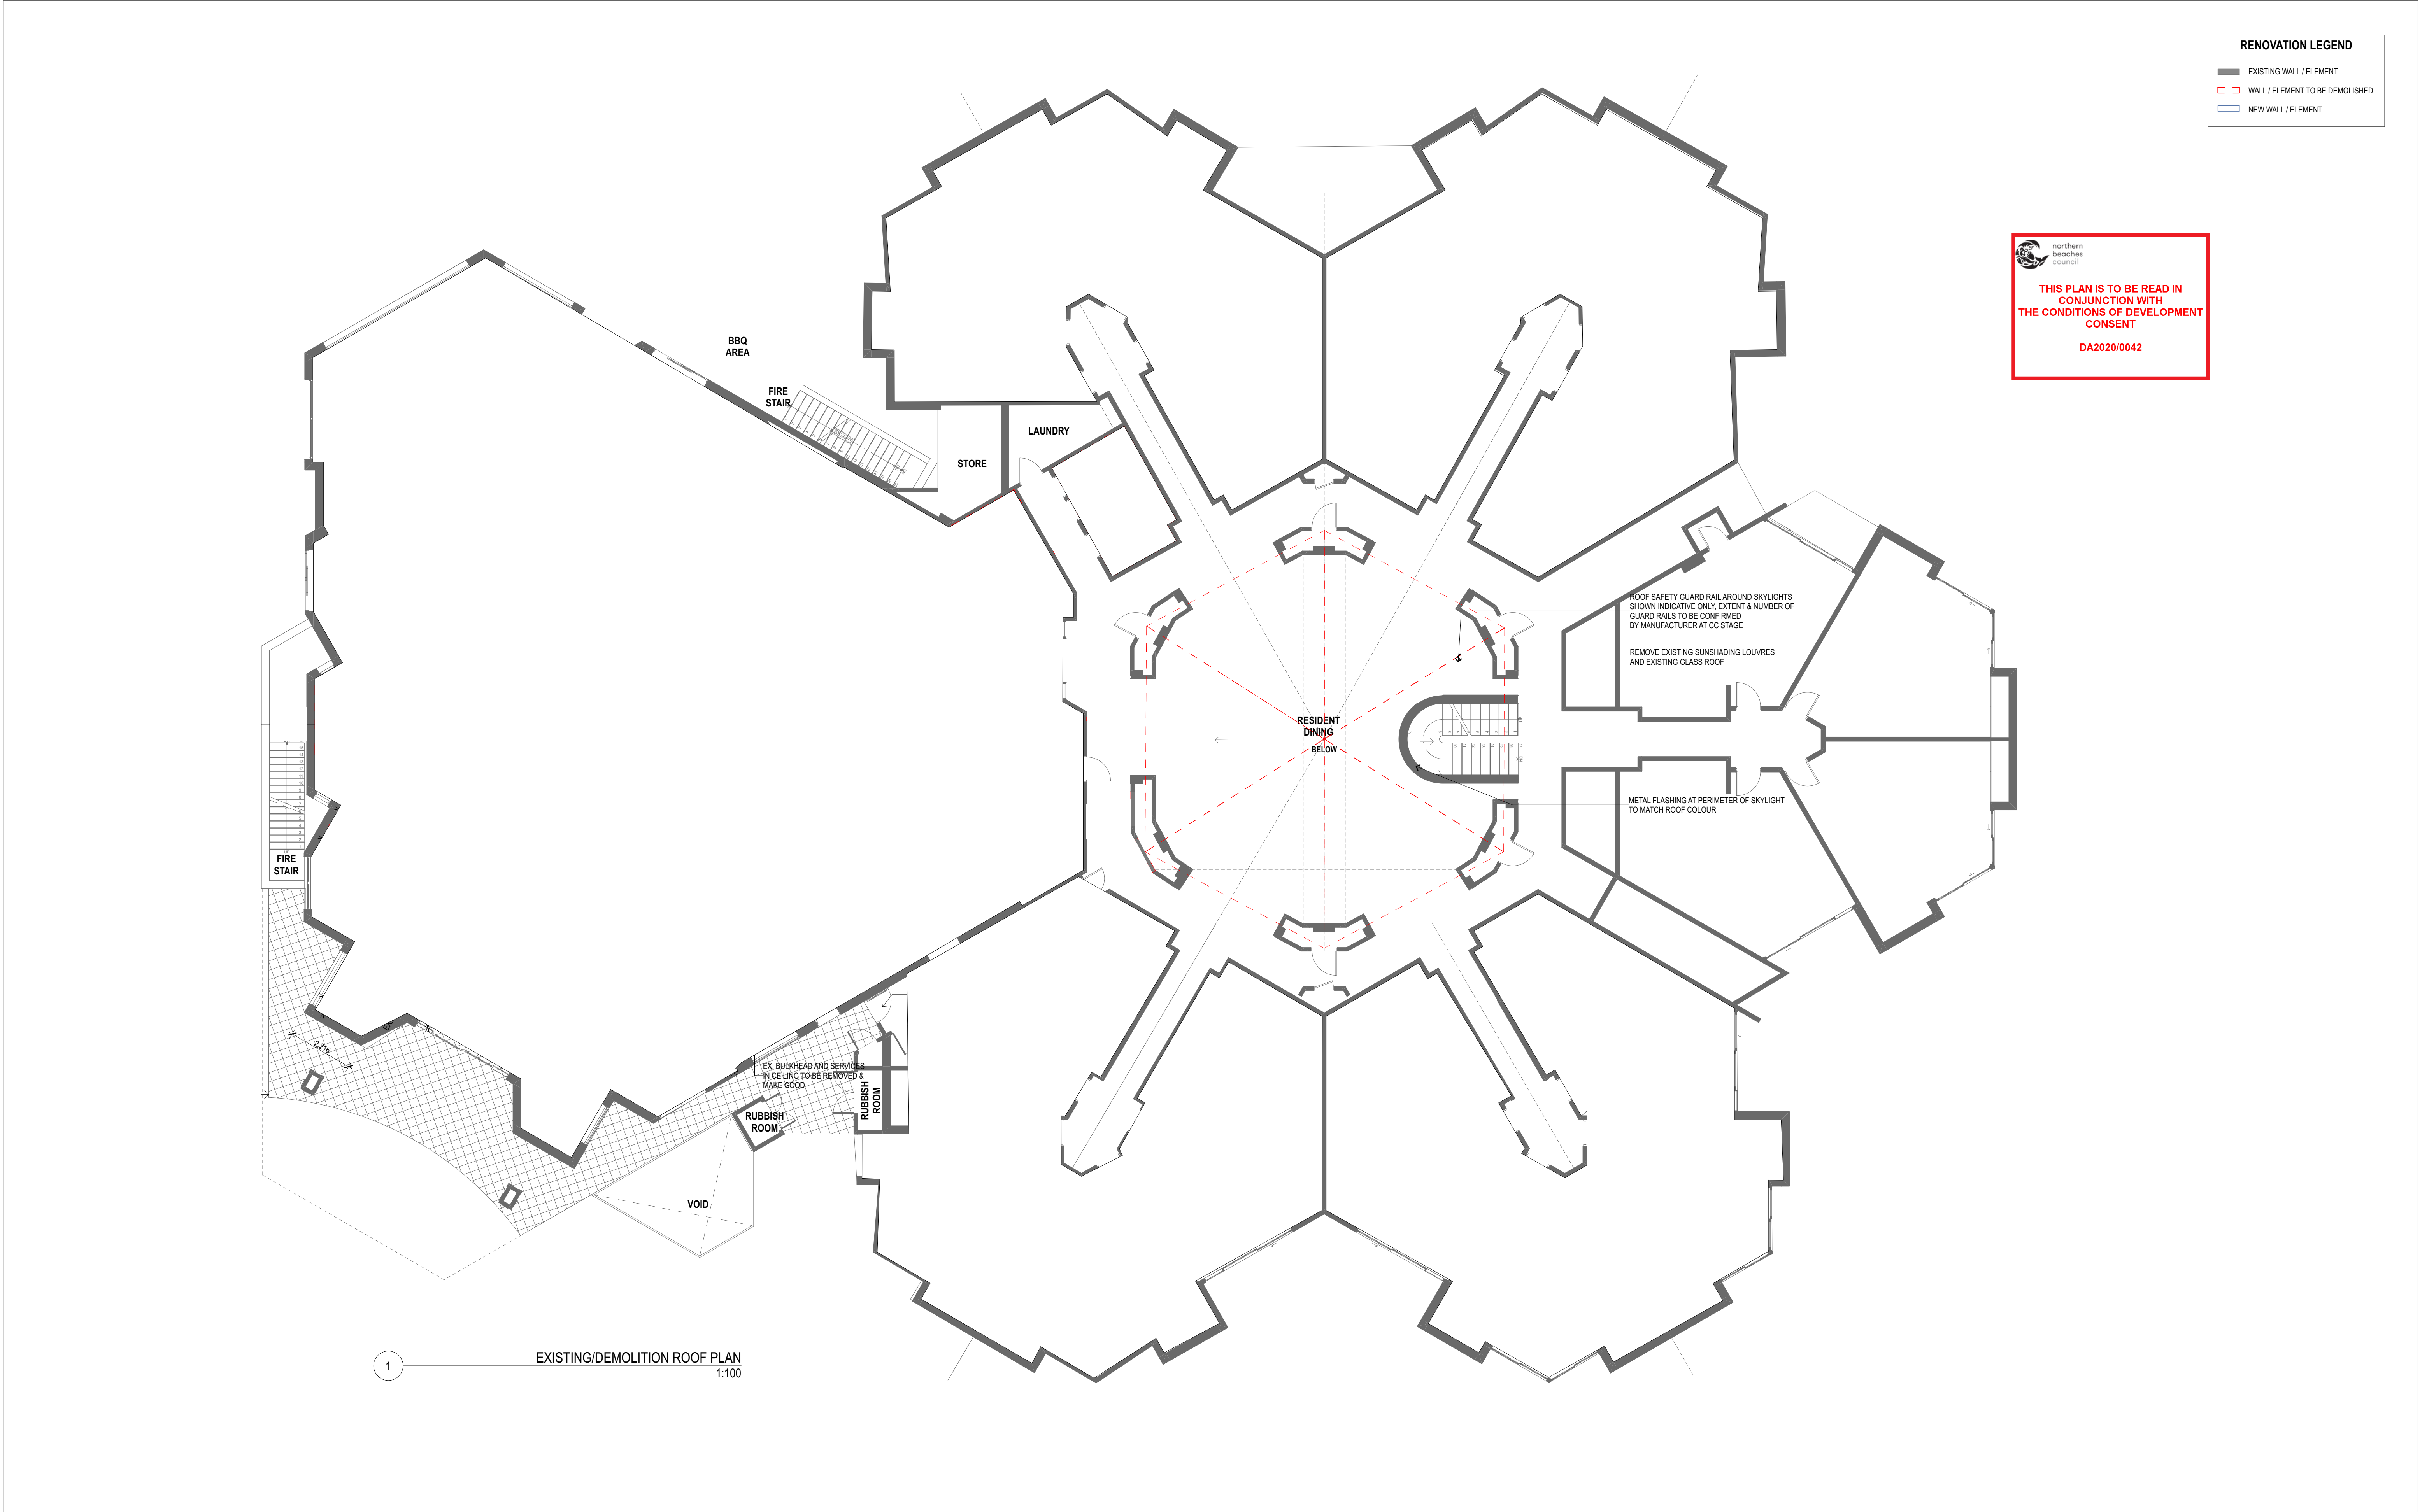 RENOVATION LEGEND
EXISTING WALL / ELEMENT
WALL / ELEMENT TO BE DEMOLISHED
NEW WALL / ELEMENT
northern
beaches
council
THIS PLAN IS TO BE READ IN
CONJUNCTION WITH
THE CONDITIONS OF DEVELOPMENT
CONSENT
DA2020/0042
BBQ
AREA
FIRE
STAIR
LAUNDRY
STORE
ROOF SAFETY GUARD RAIL AROUND SKYLIGHTS
SHOWN INDICATIVE ONLY, EXTENT & NUMBER OF
GUARD RAILS TO BE CONFIRMED
BY MANUFACTURER AT CC STAGE
REMOVE EXISTING SUNSHADING LOUVRES
AND EXISTING GLASS ROOF
RESIDENT
DINING
BELOW
METAL FLASHING AT PERIMETER OF SKYLIGHT
TO MATCH ROOF COLOUR
FIRE
STAIR
2,716
EX. BULKHEAD AND SERVICES
IN CEILING TO BE REMOVED &
MAKE GOOD
RUBBISH
ROOM
RUBBISH
ROOM
VOID
1
EXISTING/DEMOLITION ROOF PLAN
1:100